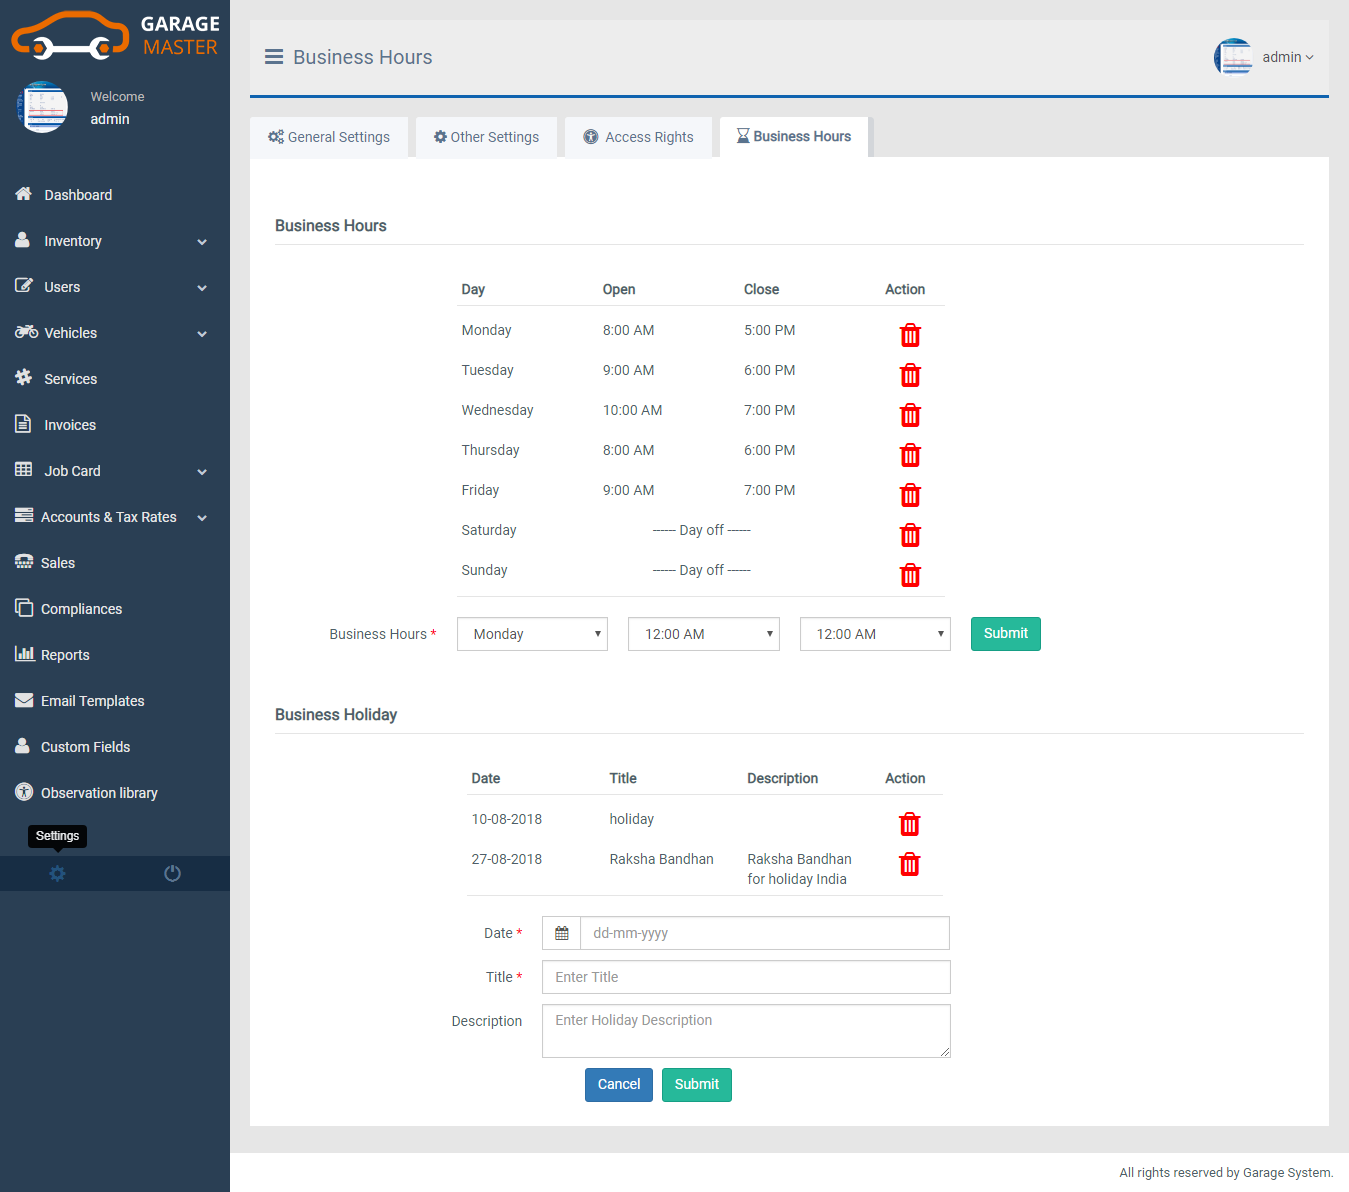 GARAGE
MASTER
Welcome
admin
Dashboard
Inventory
Users
Vehicles
Services
Invoices
Job Card
Accounts & Tax Rates
Sales
Compliances
Reports
Email Templates
Custom Fields
Observation library
Settings
Business Hours
admin
General Settings
Other Settings
Access Rights
Business Hours
Business Hours
Day Open Close Action
Monday 8:00 AM 5:00 PM
Tuesday 9:00 AM 6:00 PM
Wednesday 10:00 AM 7:00 PM
Thursday 8:00 AM 6:00 PM
Friday 9:00 AM 7:00 PM
Saturday ------ Day off ------
Sunday ------ Day off ------
Business Hours * Monday 12:00 AM 12:00 AM Submit
Business Holiday
Date Title Description Action
10-08-2018 holiday
27-08-2018 Raksha Bandhan Raksha Bandhan
for holiday India
Date * dd-mm-yyyy
Title * Enter Title
Description Enter Holiday Description
Cancel Submit
All rights reserved by Garage System.